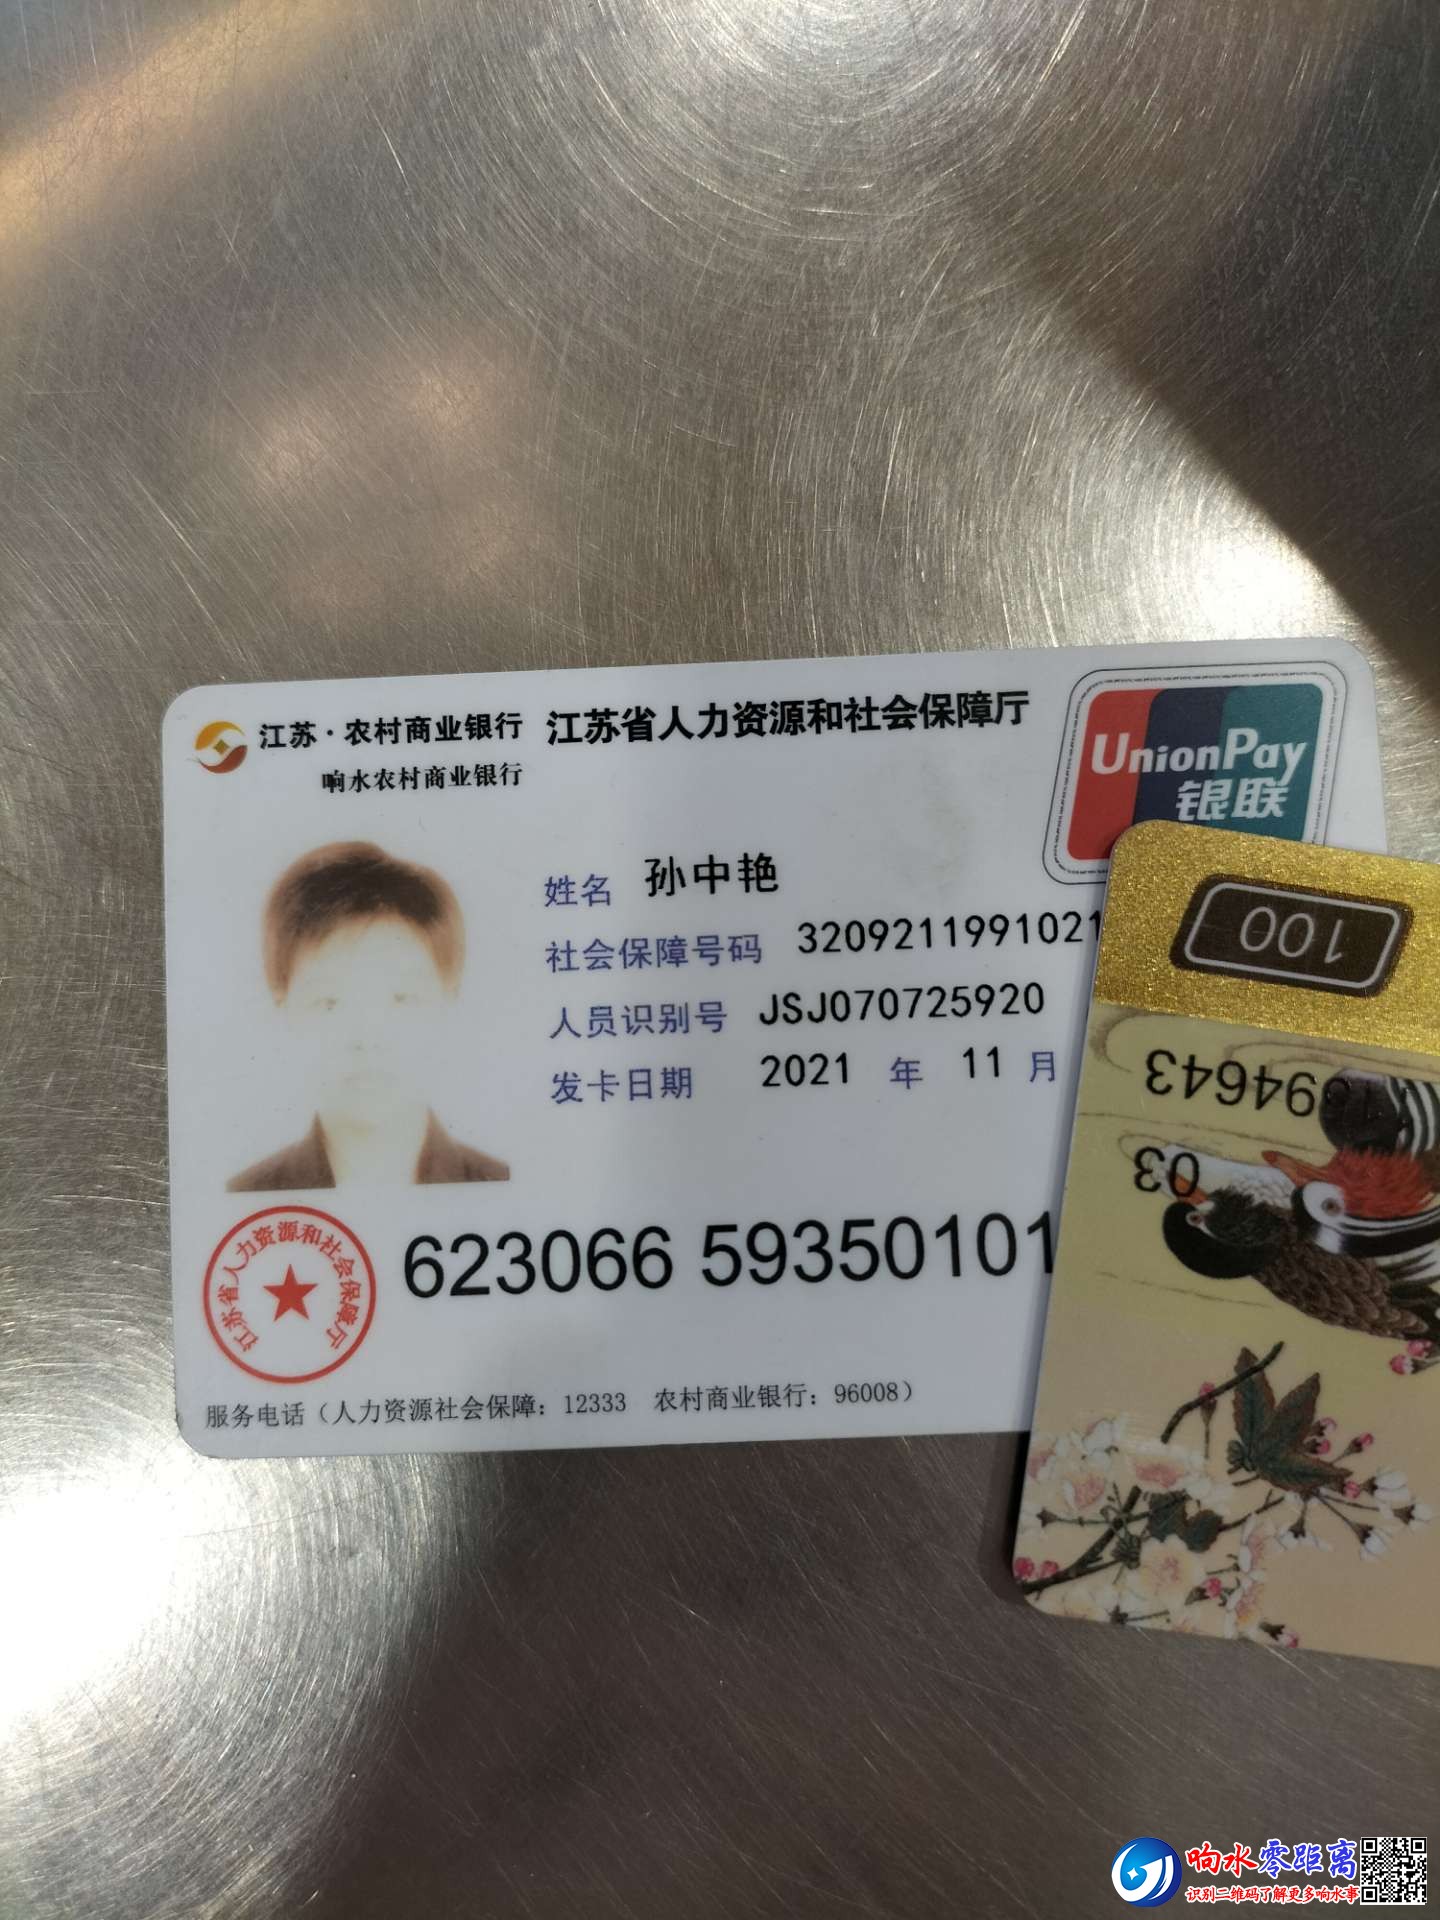 江苏·农村商业银行 江苏省人力资源和社会保障厅
响水农村商业银行
UnionPay
银联
姓名 孙中艳
社会保障号码 3209211991021
人员识别号 JSJ070725920
发卡日期 2021 年 11 月
623066 59350101
江苏省人力资源和社会保障厅
服务电话（人力资源社会保障：12333 农村商业银行：96008）
100
94643
03
响水零距离
识别二维码了解更多响水事